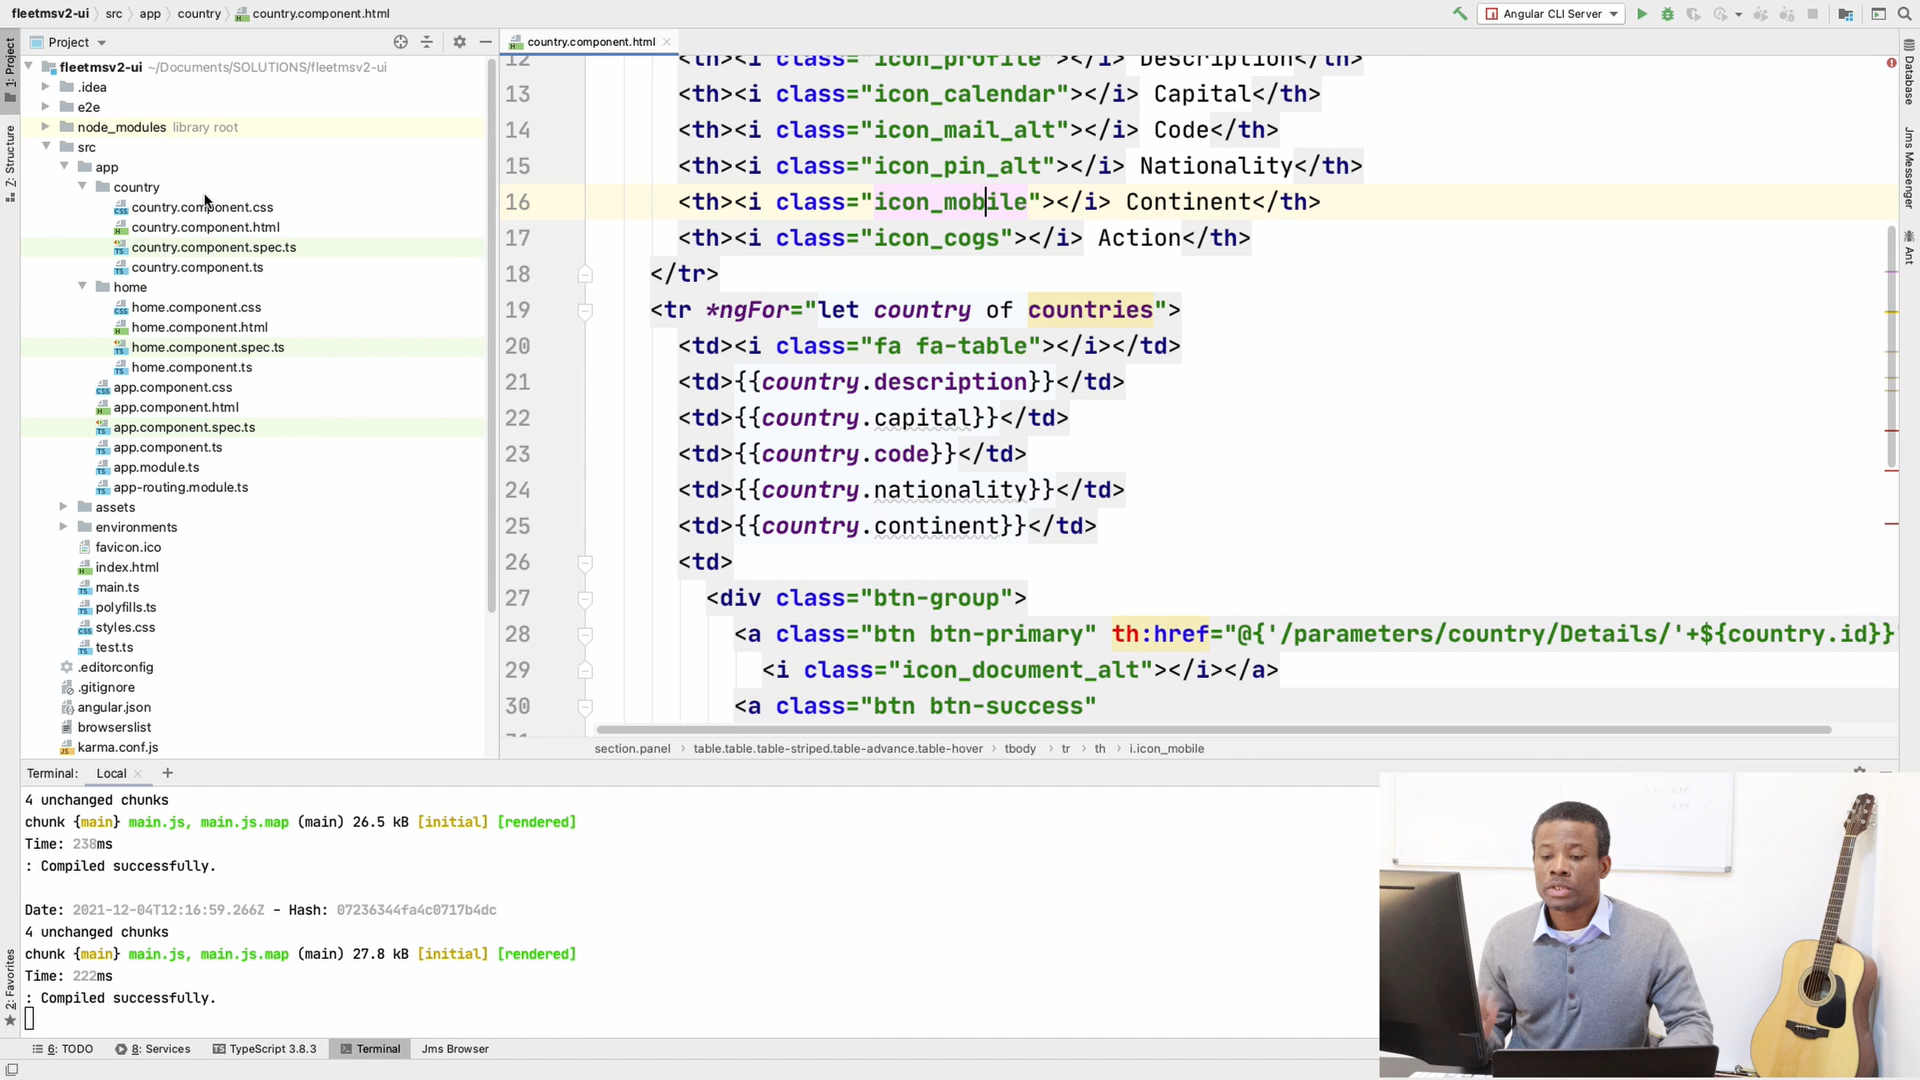 fleetmsv2-ui › src › app › country › country.component.html
Angular CLI Server
Project
country.component.html
1: Project
Z: Structure
2: Favorites
Database
Jms Messenger
Ant
fleetmsv2-ui ~/Documents/SOLUTIONS/fleetmsv2-ui
.idea
e2e
node_modules library root
src
app
country
country.component.css
country.component.html
country.component.spec.ts
country.component.ts
home
home.component.css
home.component.html
home.component.spec.ts
home.component.ts
app.component.css
app.component.html
app.component.spec.ts
app.component.ts
app.module.ts
app-routing.module.ts
assets
environments
favicon.ico
index.html
main.ts
polyfills.ts
styles.css
test.ts
.editorconfig
.gitignore
angular.json
browserslist
karma.conf.js
12 <th><i class="icon_profile"></i> Description</th>
13 <th><i class="icon_calendar"></i> Capital</th>
14 <th><i class="icon_mail_alt"></i> Code</th>
15 <th><i class="icon_pin_alt"></i> Nationality</th>
16 <th><i class="icon_mobile"></i> Continent</th>
17 <th><i class="icon_cogs"></i> Action</th>
18 </tr>
19 <tr *ngFor="let country of countries">
20 <td><i class="fa fa-table"></i></td>
21 <td>{{country.description}}</td>
22 <td>{{country.capital}}</td>
23 <td>{{country.code}}</td>
24 <td>{{country.nationality}}</td>
25 <td>{{country.continent}}</td>
26 <td>
27 <div class="btn-group">
28 <a class="btn btn-primary" th:href="@{'/parameters/country/Details/'+${country.id}}
29 <i class="icon_document_alt"></i></a>
30 <a class="btn btn-success"
section.panel › table.table.table-striped.table-advance.table-hover › tbody › tr › th › i.icon_mobile
Terminal: Local +
4 unchanged chunks
chunk {main} main.js, main.js.map (main) 26.5 kB [initial] [rendered]
Time: 238ms
: Compiled successfully.
Date: 2021-12-04T12:16:59.266Z - Hash: 07236344fa4c0717b4dc
4 unchanged chunks
chunk {main} main.js, main.js.map (main) 27.8 kB [initial] [rendered]
Time: 222ms
: Compiled successfully.
6: TODO 8: Services TypeScript 3.8.3 Terminal Jms Browser